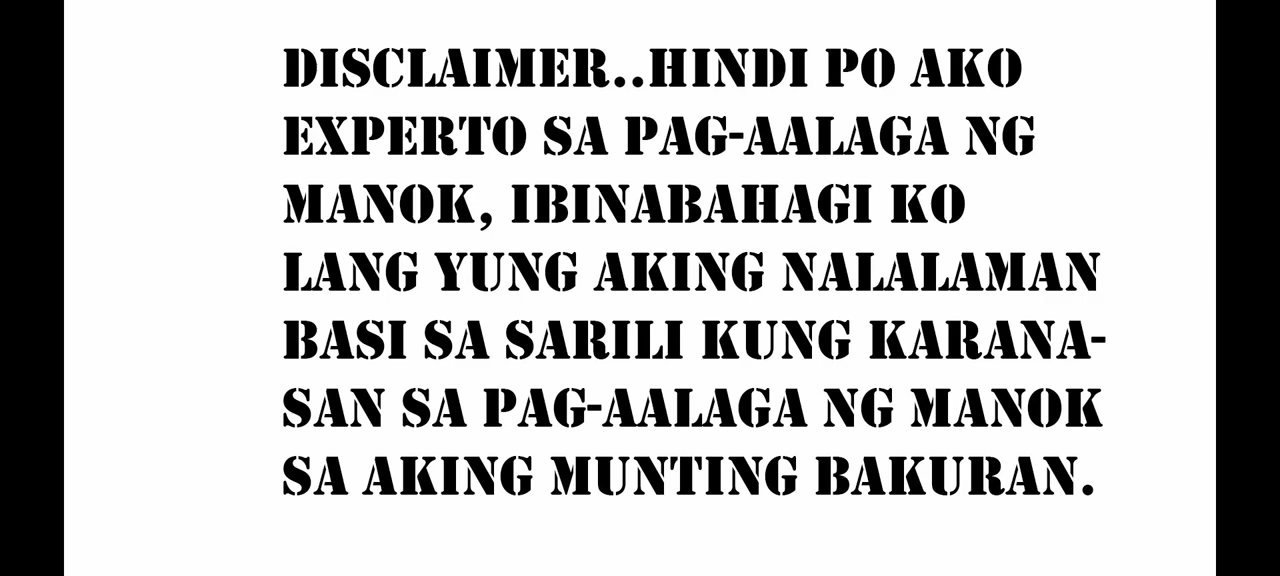 DISCLAIMER..HINDI PO AKO
EXPERTO SA PAG-AALAGA NG
MANOK, IBINABAHAGI KO
LANG YUNG AKING NALALAMAN
BASI SA SARILI KUNG KARANA-
SAN SA PAG-AALAGA NG MANOK
SA AKING MUNTING BAKURAN.